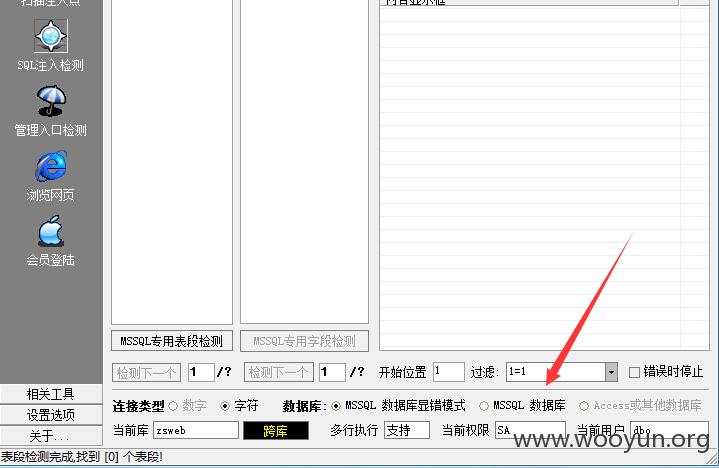 扫描注入点
内容显示框
SQL注入检测
管理入口检测
浏览网页
会员登陆
MSSQL专用表段检测 MSSQL专用字段检测
检测下一个 1 /? 检测下一个 1 /? 开始位置 1 过滤: 1=1 错误时停止
相关工具
设置选项
关于...
连接类型 数字 字符 数据库: MSSQL 数据库显错模式 MSSQL 数据库 Access或其他数据库
当前库 zsweb 跨库 多行执行 支持 当前权限 SA 当前用户 dbo
www.wooyun.org
表段检测完成,找到 [0] 个表段!